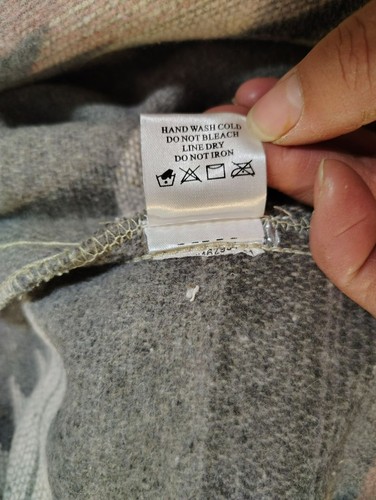 HAND WASH COLD
DO NOT BLEACH
LINE DRY
DO NOT IRON